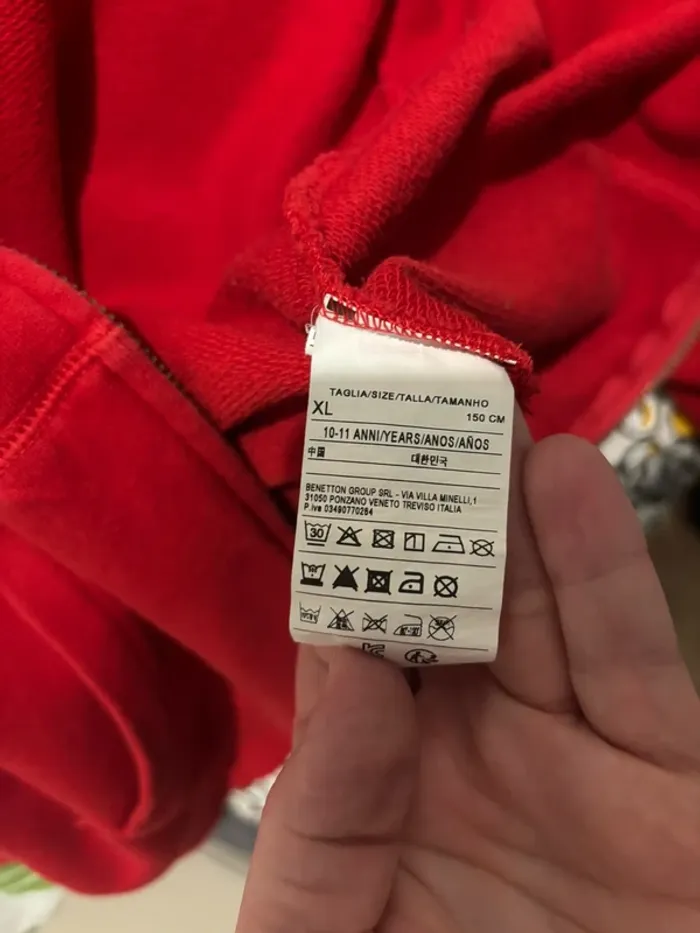 TAGLIA/SIZE/TALLA/TAMANHO
XL 150 CM
10-11 ANNI/YEARS/ANOS/AÑOS
中国 대한민국
BENETTON GROUP SRL - VIA VILLA MINELLI,1
31050 PONZANO VENETO TREVISO ITALIA
P.iva 03490770264
30